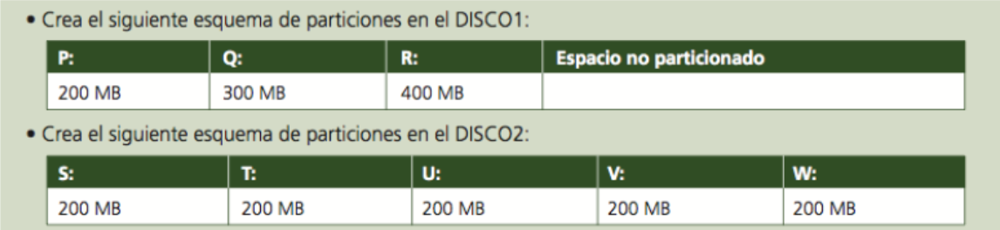 • Crea el siguiente esquema de particiones en el DISCO1:
P: Q: R: Espacio no particionado
200 MB 300 MB 400 MB
• Crea el siguiente esquema de particiones en el DISCO2:
S: T: U: V: W:
200 MB 200 MB 200 MB 200 MB 200 MB